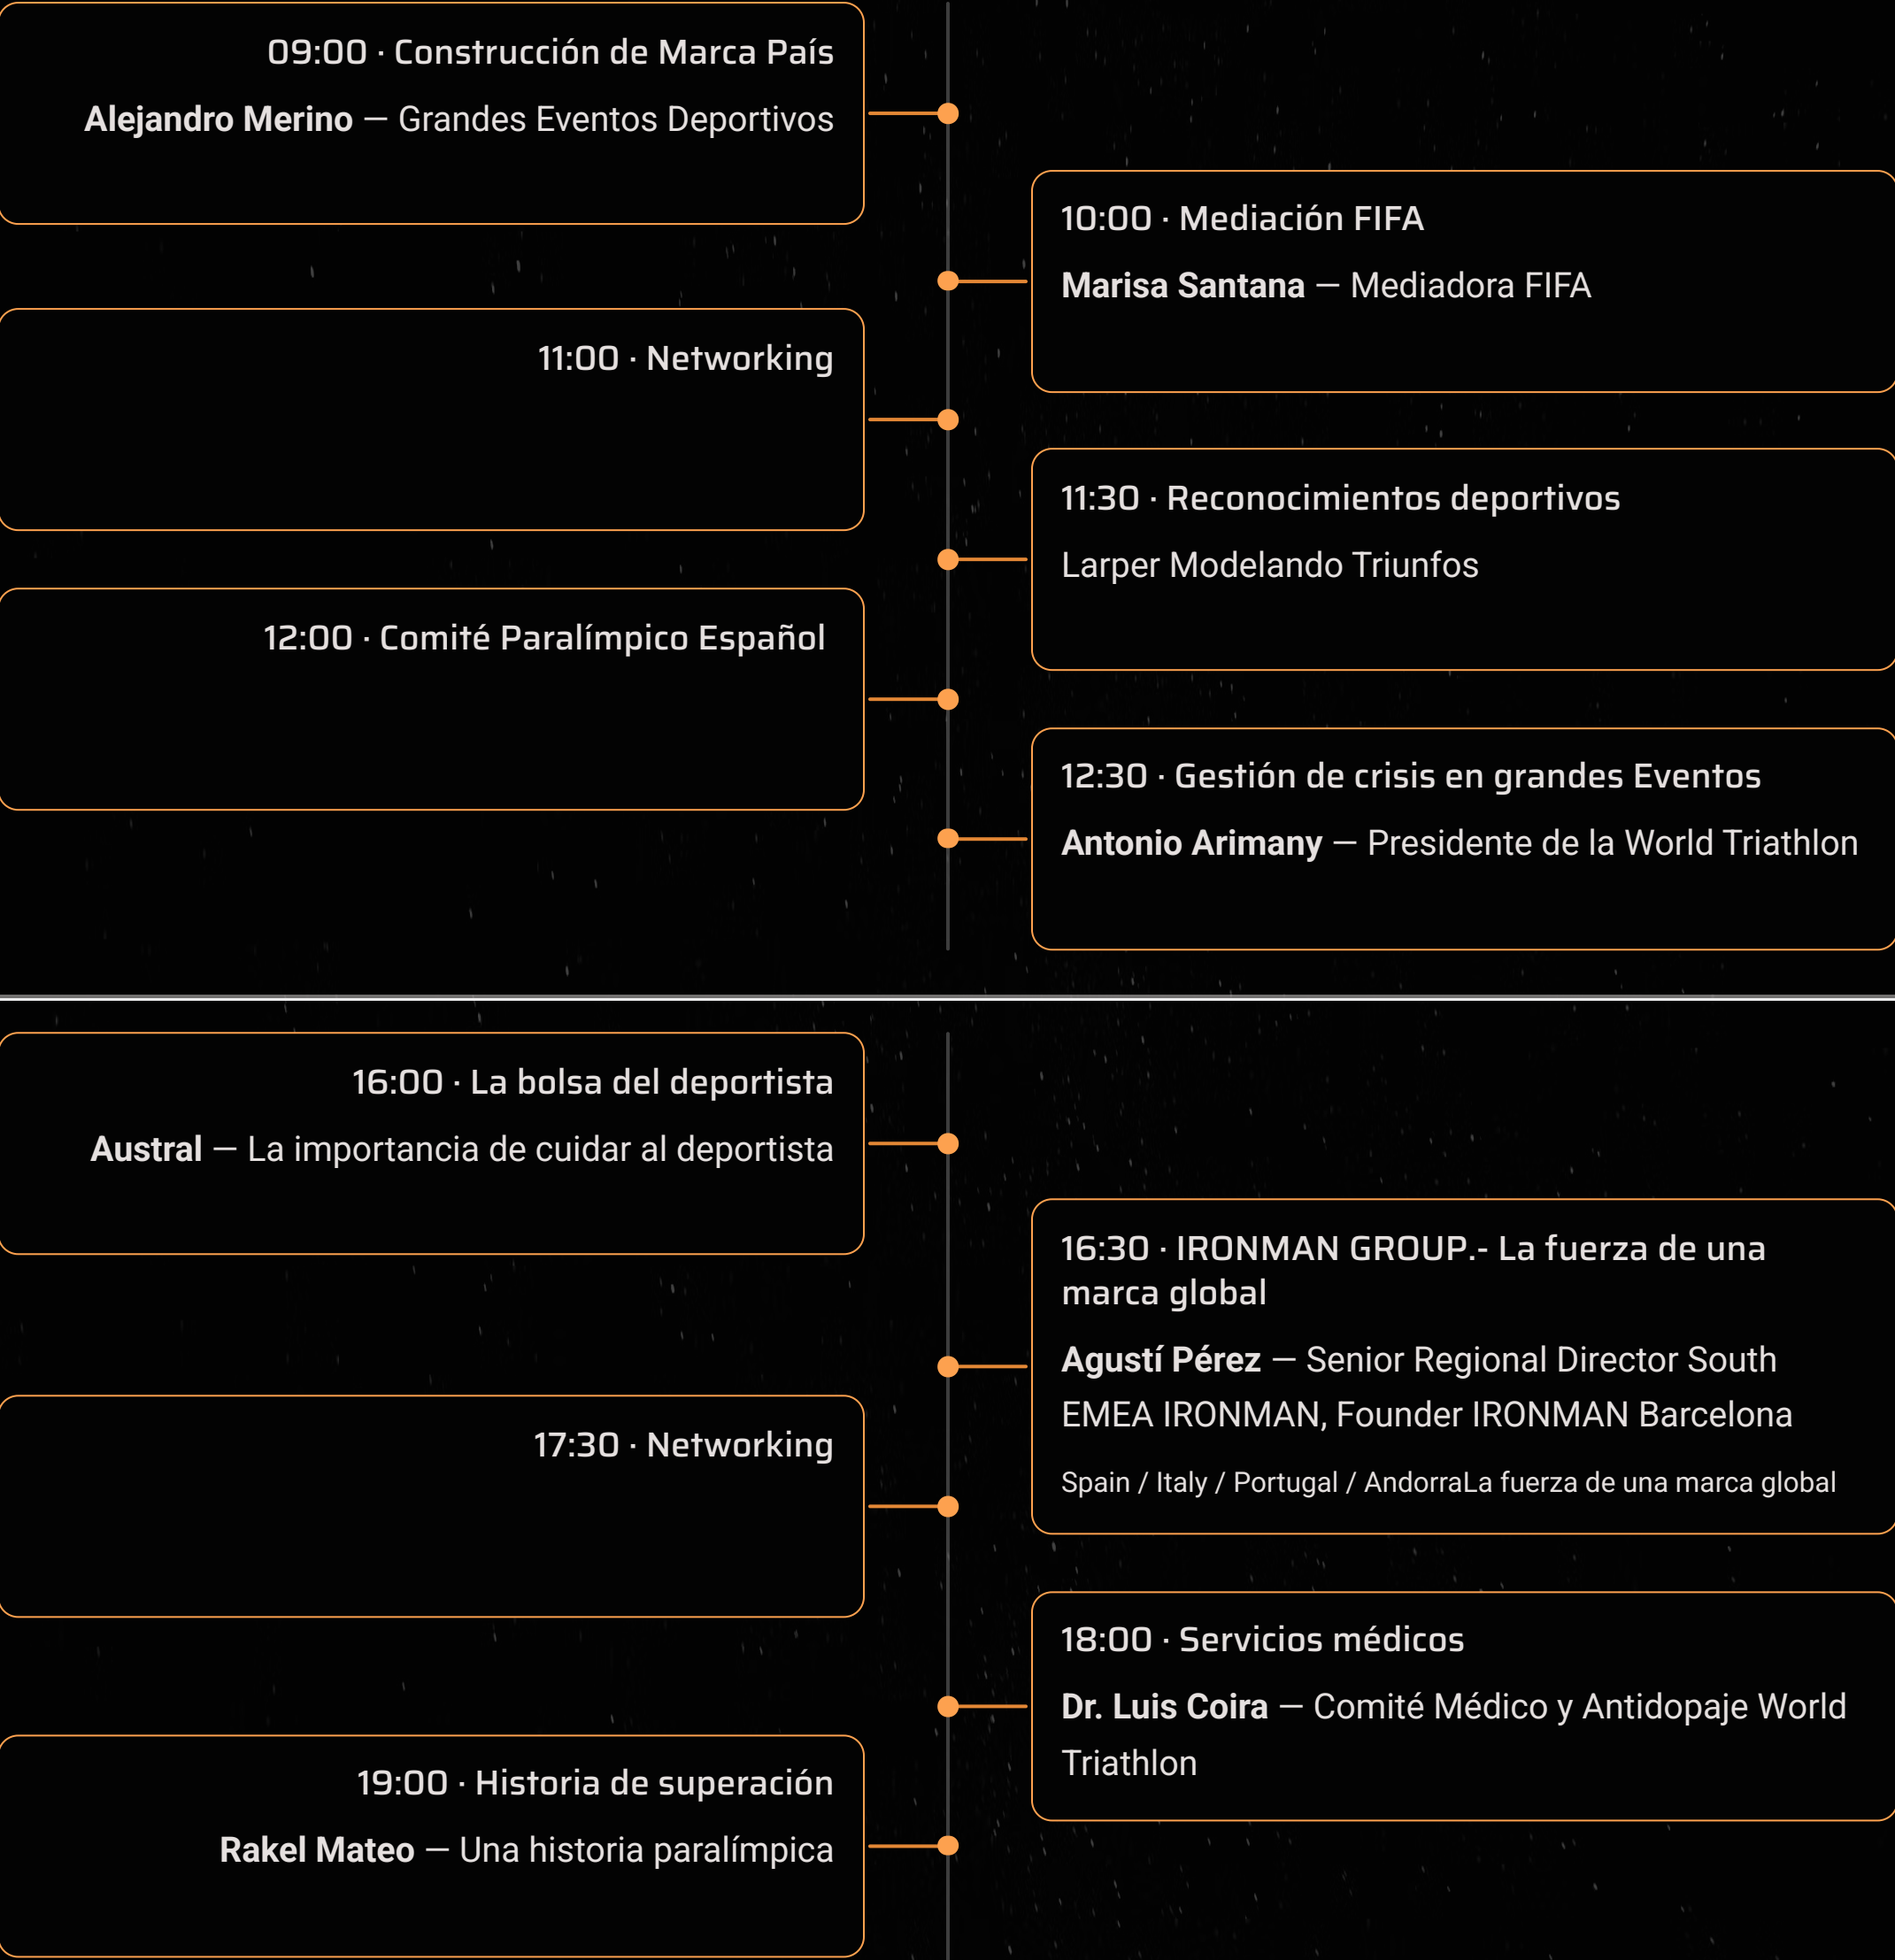 09:00 · Construcción de Marca País
Alejandro Merino — Grandes Eventos Deportivos
10:00 · Mediación FIFA
Marisa Santana — Mediadora FIFA
11:00 · Networking
11:30 · Reconocimientos deportivos
Larper Modelando Triunfos
12:00 · Comité Paralímpico Español
12:30 · Gestión de crisis en grandes Eventos
Antonio Arimany — Presidente de la World Triathlon
16:00 · La bolsa del deportista
Austral — La importancia de cuidar al deportista
16:30 · IRONMAN GROUP.- La fuerza de una
marca global
Agustí Pérez — Senior Regional Director South
EMEA IRONMAN, Founder IRONMAN Barcelona
Spain / Italy / Portugal / AndorraLa fuerza de una marca global
17:30 · Networking
18:00 · Servicios médicos
Dr. Luis Coira — Comité Médico y Antidopaje World
Triathlon
19:00 · Historia de superación
Rakel Mateo — Una historia paralímpica